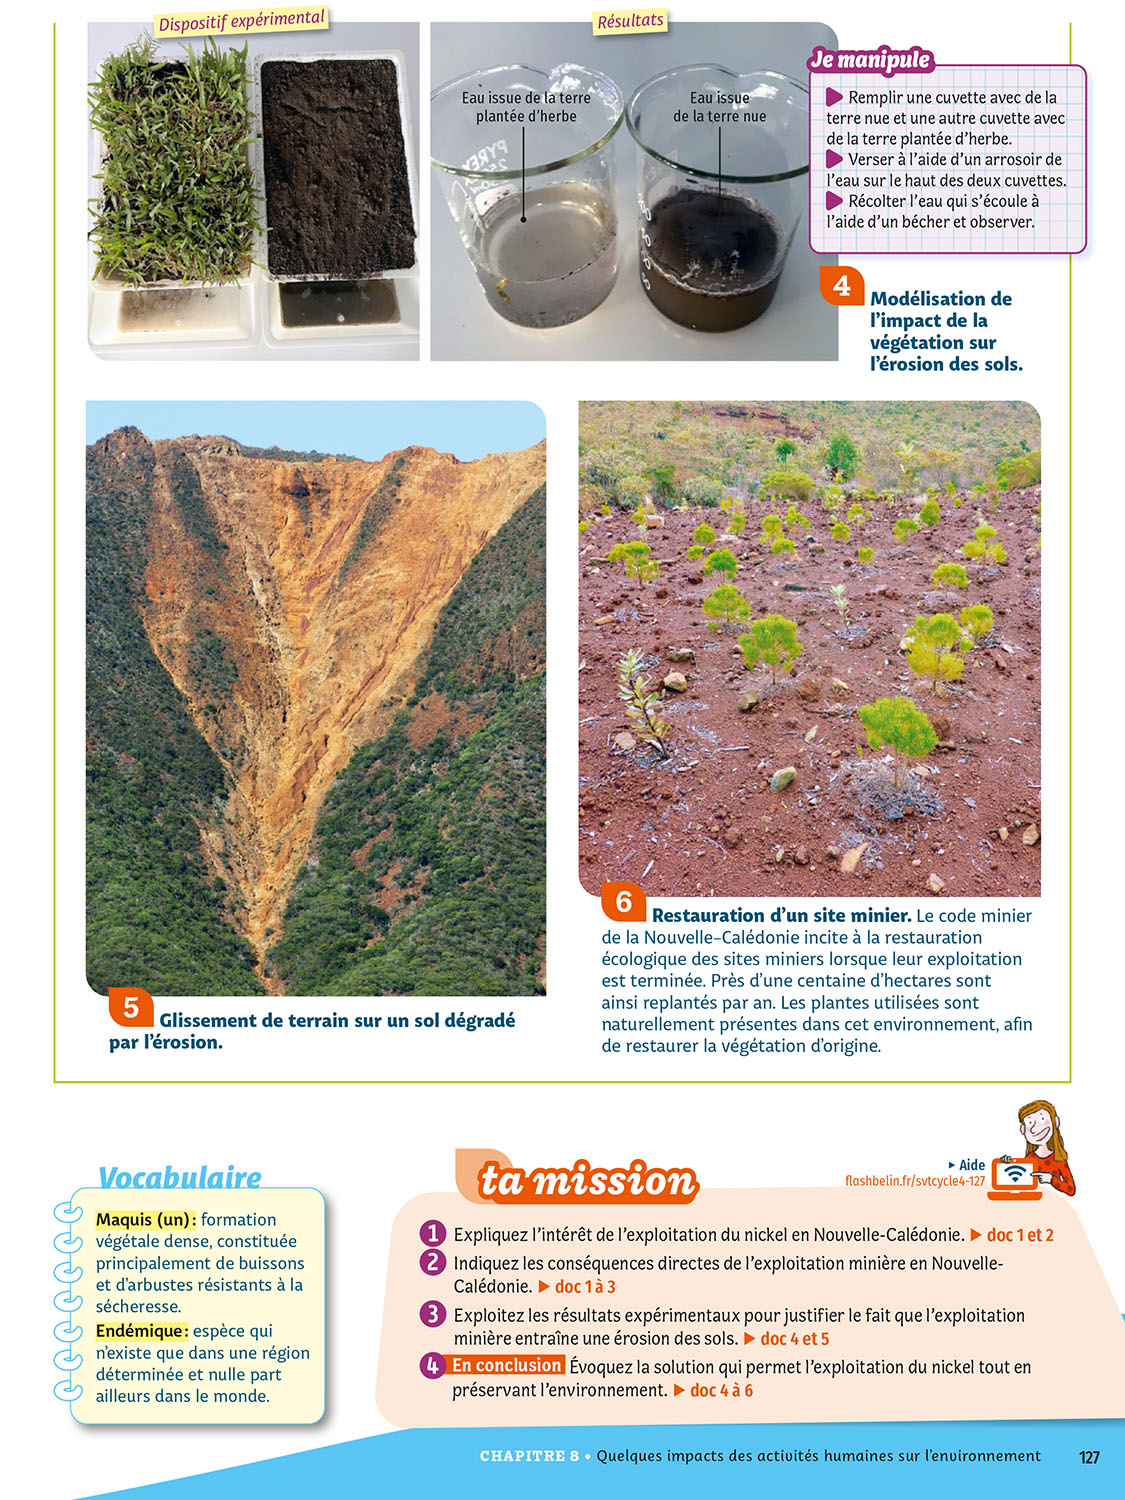 Dispositif expérimental
Résultats
Eau issue de la terre
plantée d'herbe
Eau issue
de la terre nue
PYREX
Je manipule
▶ Remplir une cuvette avec de la
terre nue et une autre cuvette avec
de la terre plantée d'herbe.
▶ Verser à l'aide d'un arrosoir de
l'eau sur le haut des deux cuvettes.
▶ Récolter l'eau qui s'écoule à
l'aide d'un bécher et observer.
4 Modélisation de
l'impact de la
végétation sur
l'érosion des sols.
5 Glissement de terrain sur un sol dégradé
par l'érosion.
6 Restauration d'un site minier. Le code minier
de la Nouvelle-Calédonie incite à la restauration
écologique des sites miniers lorsque leur exploitation
est terminée. Près d'une centaine d'hectares sont
ainsi replantés par an. Les plantes utilisées sont
naturellement présentes dans cet environnement, afin
de restaurer la végétation d'origine.
Vocabulaire
Maquis (un) : formation
végétale dense, constituée
principalement de buissons
et d'arbustes résistants à la
sécheresse.
Endémique : espèce qui
n'existe que dans une région
déterminée et nulle part
ailleurs dans le monde.
ta mission
▶ Aide
flashbelin.fr/svtcycle4-127
1 Expliquez l'intérêt de l'exploitation du nickel en Nouvelle-Calédonie. ▶ doc 1 et 2
2 Indiquez les conséquences directes de l'exploitation minière en Nouvelle-
Calédonie. ▶ doc 1 à 3
3 Exploitez les résultats expérimentaux pour justifier le fait que l'exploitation
minière entraîne une érosion des sols. ▶ doc 4 et 5
4 En conclusion Évoquez la solution qui permet l'exploitation du nickel tout en
préservant l'environnement. ▶ doc 4 à 6
CHAPITRE 8 • Quelques impacts des activités humaines sur l'environnement 127